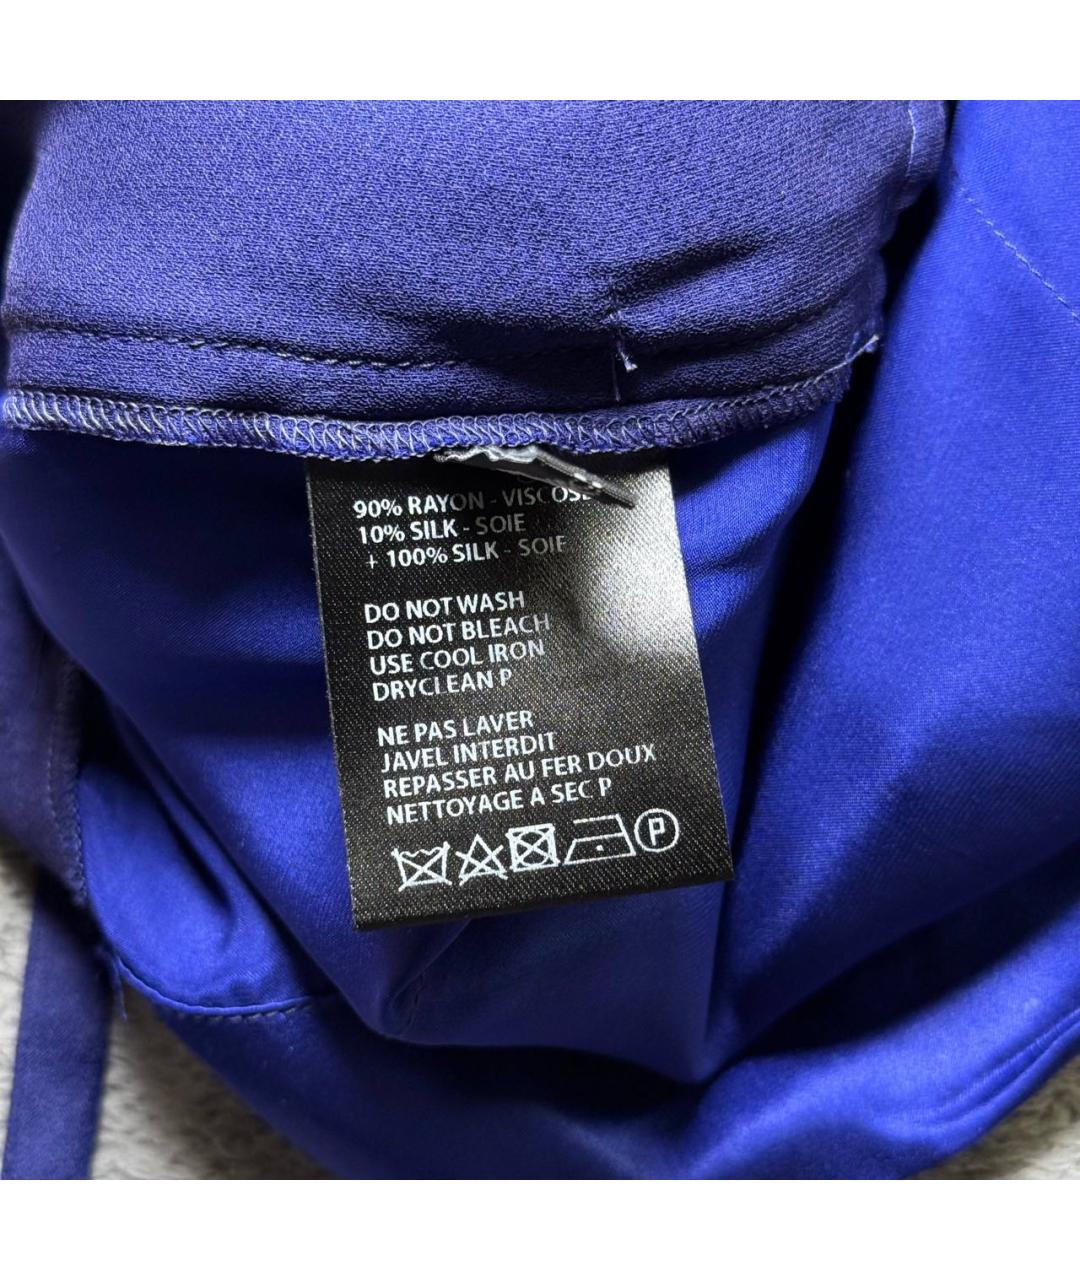 90% RAYON - VISCOSE
10% SILK - SOIE
+ 100% SILK - SOIE
DO NOT WASH
DO NOT BLEACH
USE COOL IRON
DRYCLEAN P
NE PAS LAVER
JAVEL INTERDIT
REPASSER AU FER DOUX
NETTOYAGE A SEC P
P